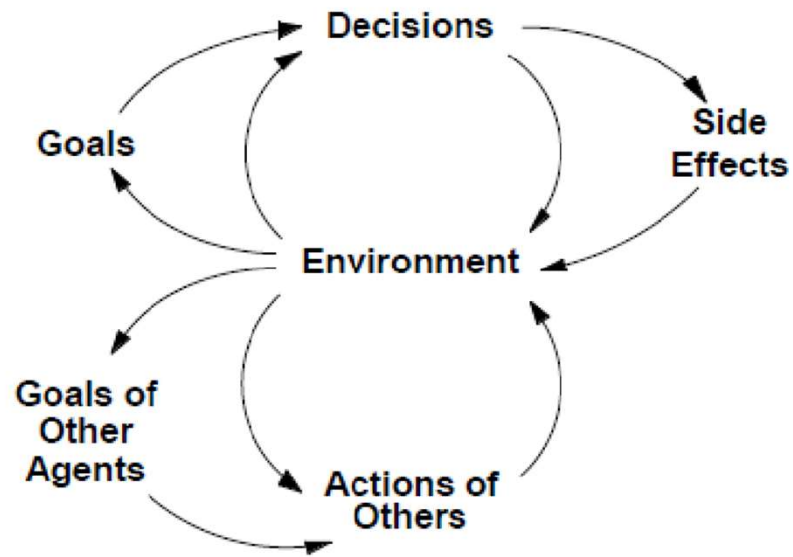 Decisions
Goals
Side
Effects
Environment
Goals of
Other
Agents
Actions of
Others